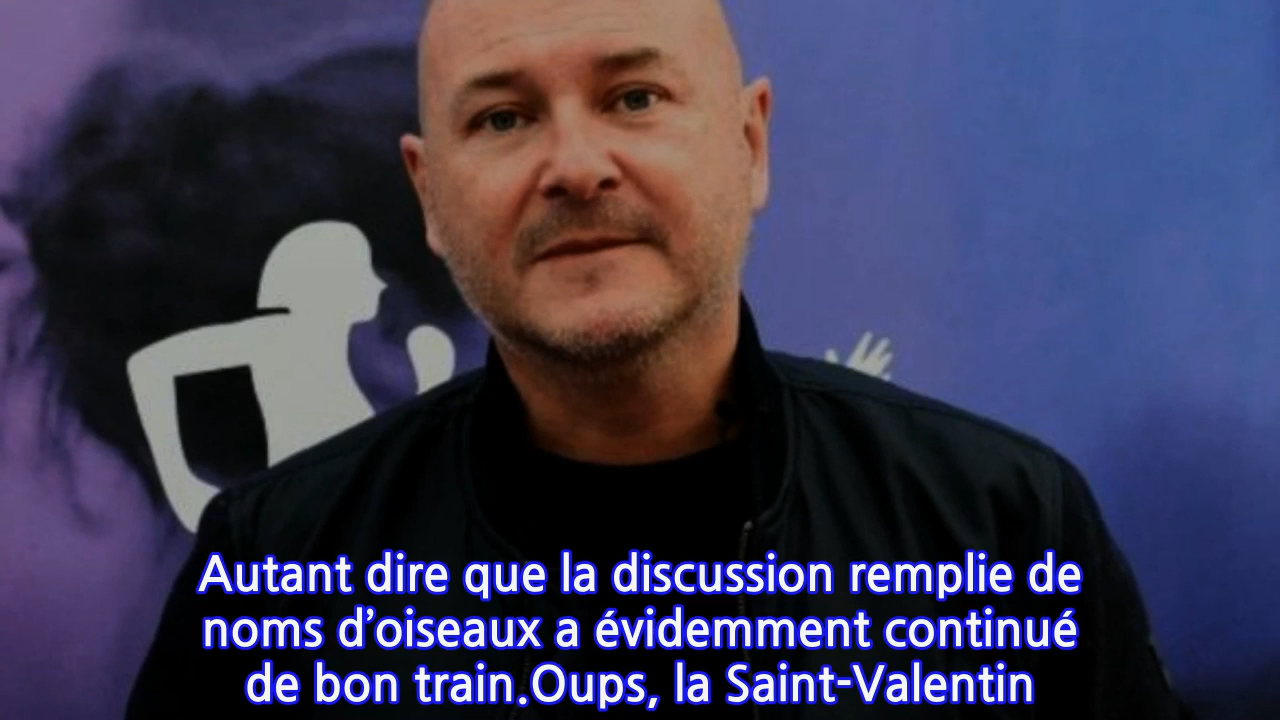 Autant dire que la discussion remplie de
noms d’oiseaux a évidemment continué
de bon train.Oups, la Saint-Valentin